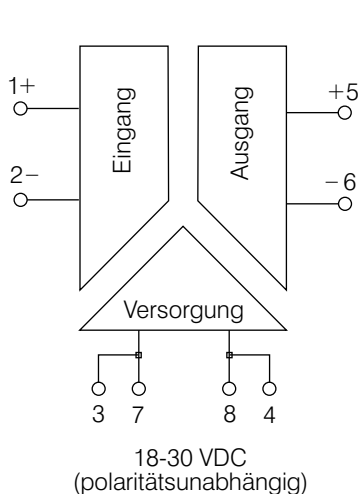 1+
+5
Eingang
Ausgang
2−
−6
Versorgung
3 7 8 4
18-30 VDC
(polaritätsunabhängig)